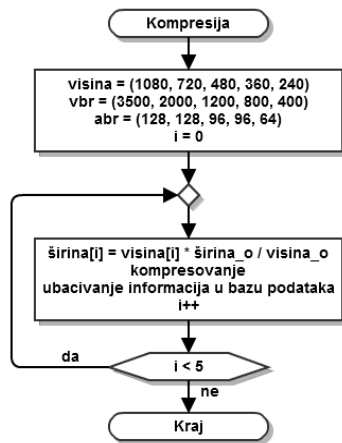 Kompresija
visina = (1080, 720, 480, 360, 240)
vbr = (3500, 2000, 1200, 800, 400)
abr = (128, 128, 96, 96, 64)
i = 0
širina[i] = visina[i] * širina_o / visina_o
kompresovanje
ubacivanje informacija u bazu podataka
i++
da
i < 5
ne
Kraj